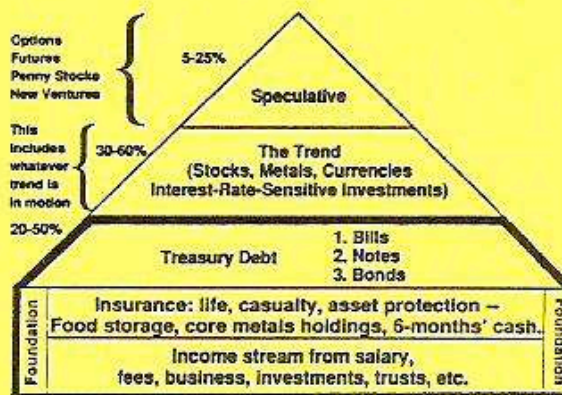 Options
Futures
Penny Stocks
New Ventures
5-25%
Speculative
This
includes
whatever
trend is
in motion
30-60%
The Trend
(Stocks, Metals, Currencies
Interest-Rate-Sensitive Investments)
20-50%
Treasury Debt
1. Bills
2. Notes
3. Bonds
Foundation
Insurance: life, casualty, asset protection –
Food storage, core metals holdings, 6-months' cash.
Income stream from salary,
fees, business, investments, trusts, etc.
Foundation